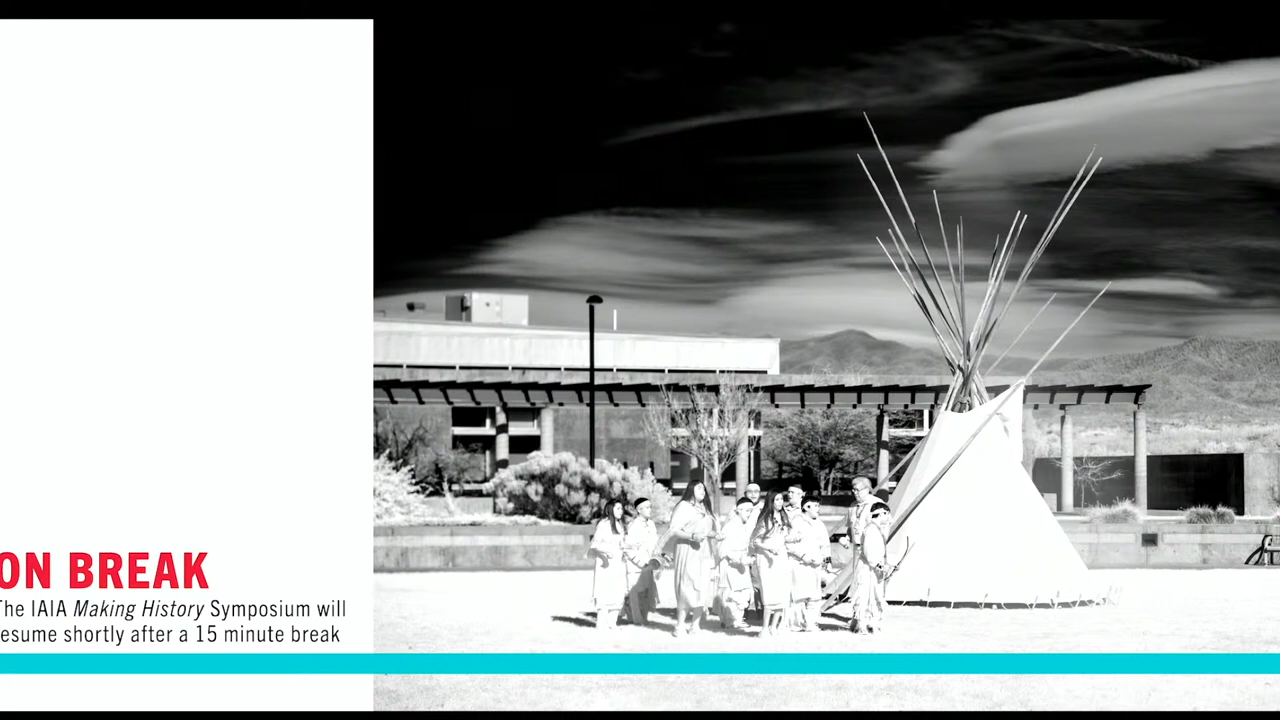 ON BREAK
The IAIA Making History Symposium will
esume shortly after a 15 minute break